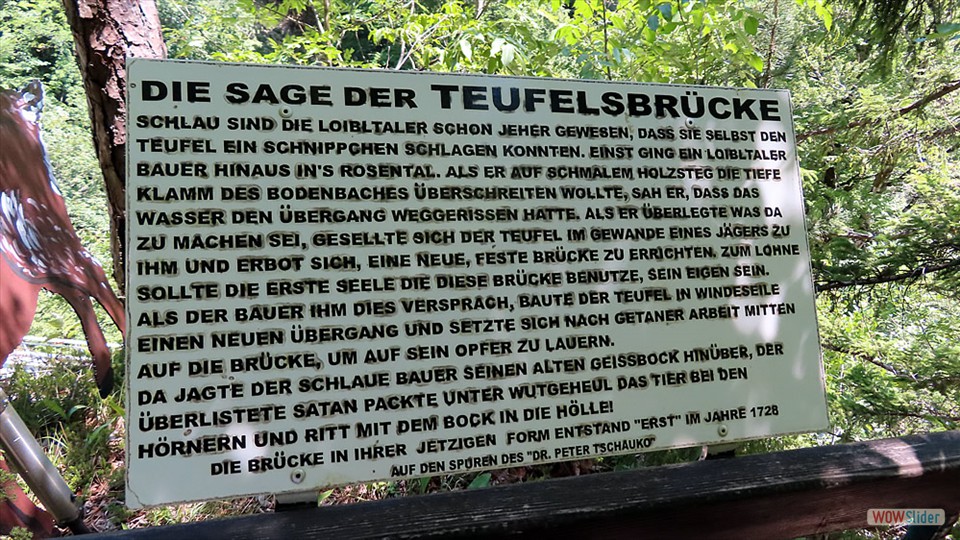 DIE SAGE DER TEUFELSBRÜCKE
SCHLAU SIND DIE LOIBLTALER SCHON JEHER GEWESEN, DASS SIE SELBST DEN
TEUFEL EIN SCHNIPPCHEN SCHLAGEN KONNTEN. EINST GING EIN LOIBLTALER
BAUER HINAUS IN'S ROSENTAL. ALS ER AUF SCHMALEM HOLZSTEG DIE TIEFE
KLAMM DES BODENBACHES ÜBERSCHREITEN WOLLTE, SAH ER, DASS DAS
WASSER DEN ÜBERGANG WEGGERISSEN HATTE. ALS ER ÜBERLEGTE WAS DA
ZU MACHEN SEI, GESELLTE SICH DER TEUFEL IM GEWANDE EINES JÄGERS ZU
IHM UND ERBOT SICH, EINE NEUE, FESTE BRÜCKE ZU ERRICHTEN. ZUM LOHNE
SOLLTE DIE ERSTE SEELE DIE DIESE BRÜCKE BENUTZE, SEIN EIGEN SEIN.
ALS DER BAUER IHM DIES VERSPRACH, BAUTE DER TEUFEL IN WINDESEILE
EINEN NEUEN ÜBERGANG UND SETZTE SICH NACH GETANER ARBEIT MITTEN
AUF DIE BRÜCKE, UM AUF SEIN OPFER ZU LAUERN.
DA JAGTE DER SCHLAUE BAUER SEINEN ALTEN GEISSBOCK HINÜBER, DER
ÜBERLISTETE SATAN PACKTE UNTER WUTGEHEUL DAS TIER BEI DEN
HÖRNERN UND RITT MIT DEM BOCK IN DIE HÖLLE!
DIE BRÜCKE IN IHRER JETZIGEN FORM ENTSTAND "ERST" IM JAHRE 1728
AUF DEN SPUREN DES "DR. PETER TSCHAUKO"
WOWSlider